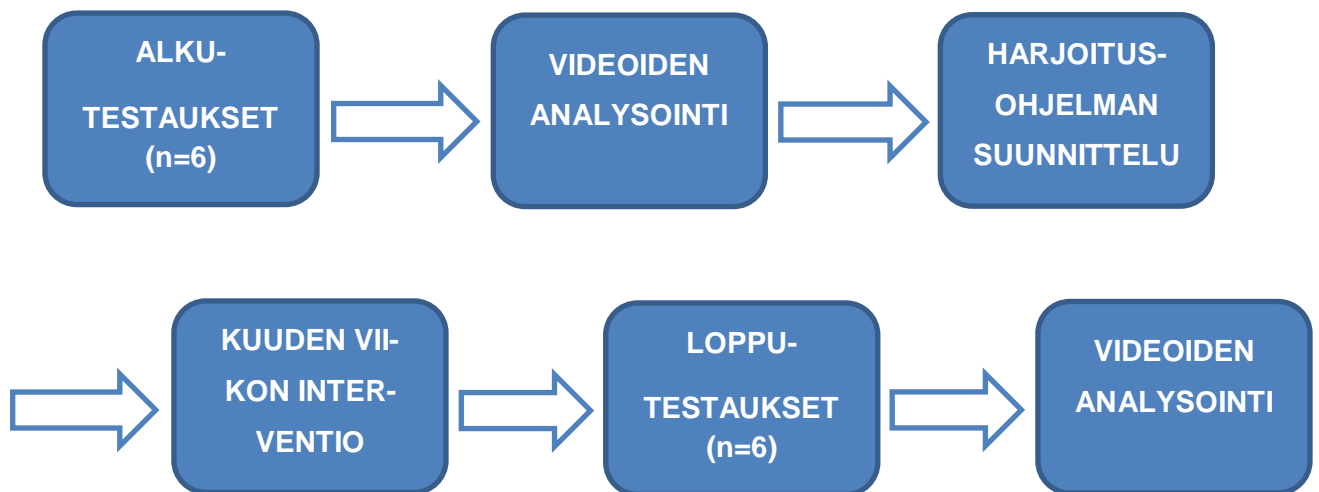 ALKU-
TESTAUKSET
(n=6)
VIDEOIDEN
ANALYSOINTI
HARJOITUS-
OHJELMAN
SUUNNITTELU
KUUDEN VII-
KON INTER-
VENTIO
LOPPU-
TESTAUKSET
(n=6)
VIDEOIDEN
ANALYSOINTI